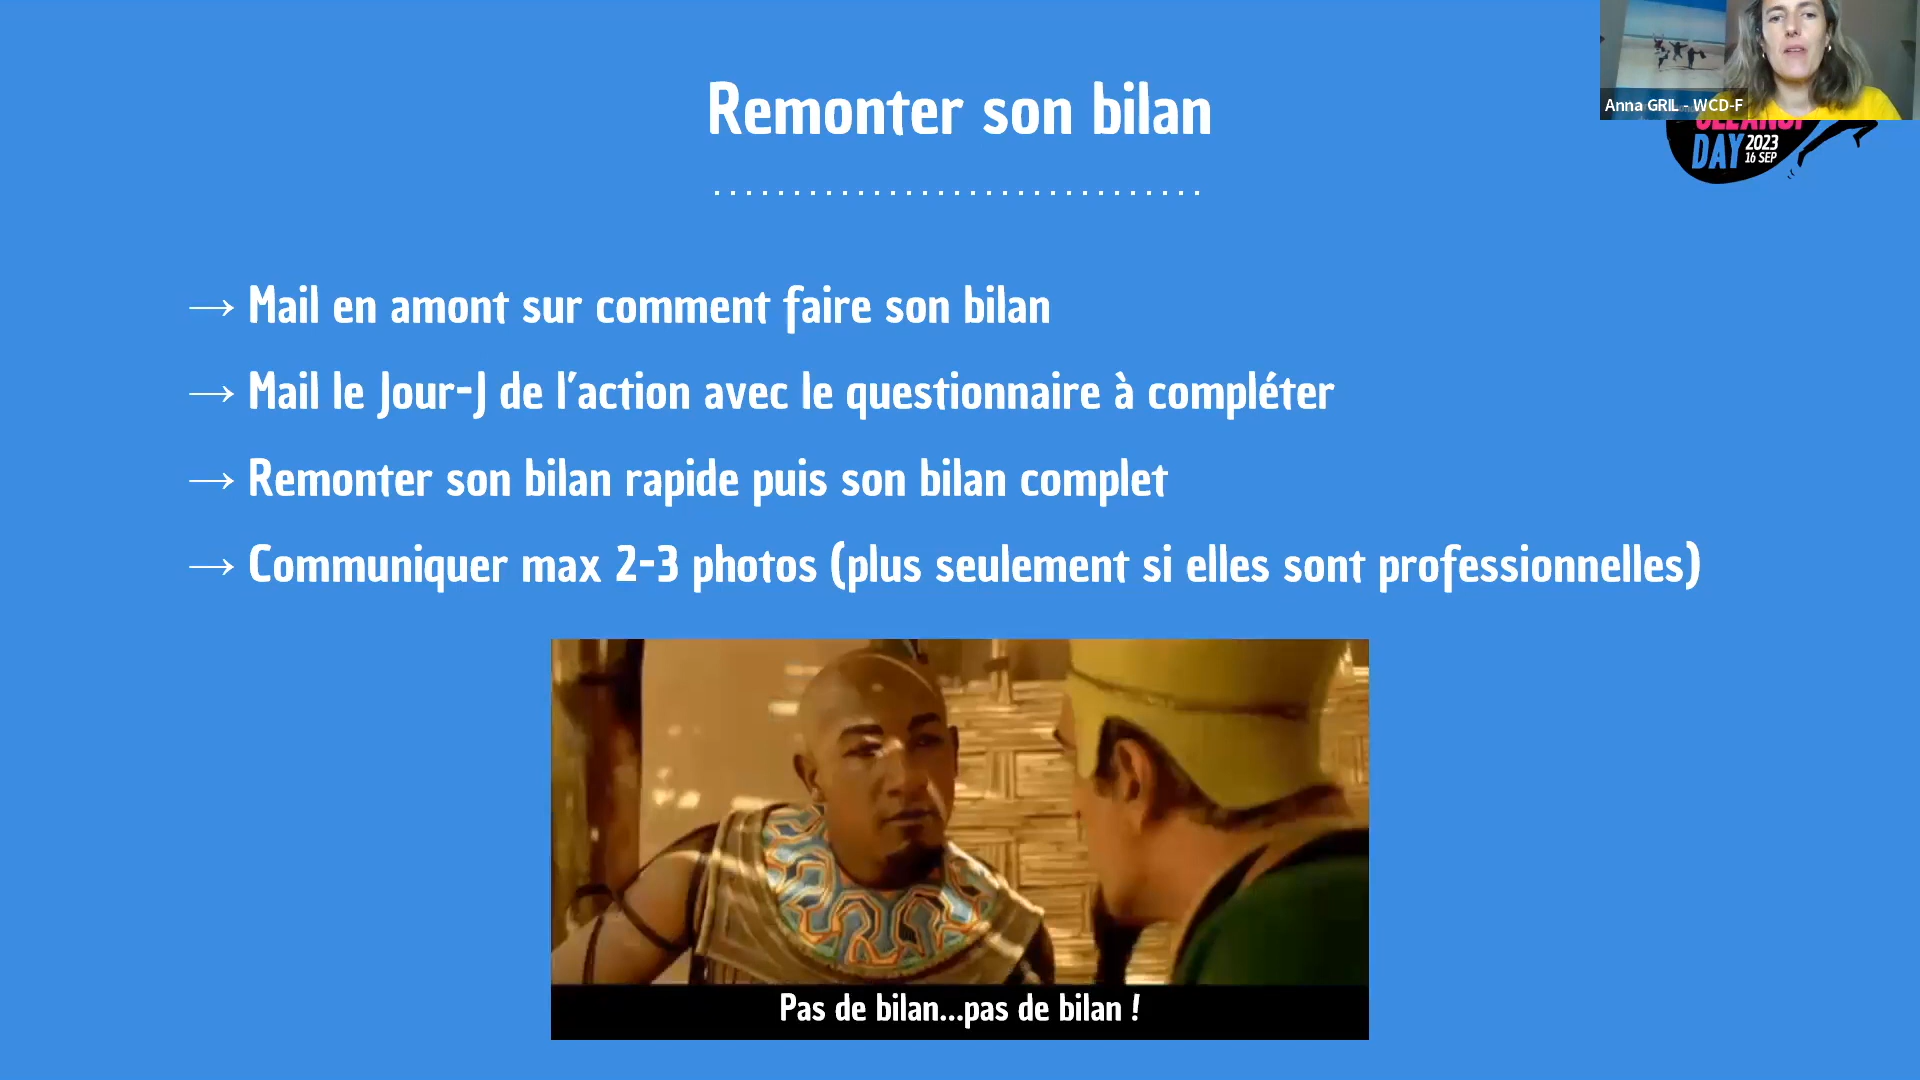 Remonter son bilan
Anna GRIL - WCD-F
DAY 2023
16 SEP
→ Mail en amont sur comment faire son bilan
→ Mail le Jour-J de l'action avec le questionnaire à compléter
→ Remonter son bilan rapide puis son bilan complet
→ Communiquer max 2-3 photos (plus seulement si elles sont professionnelles)
Pas de bilan...pas de bilan !